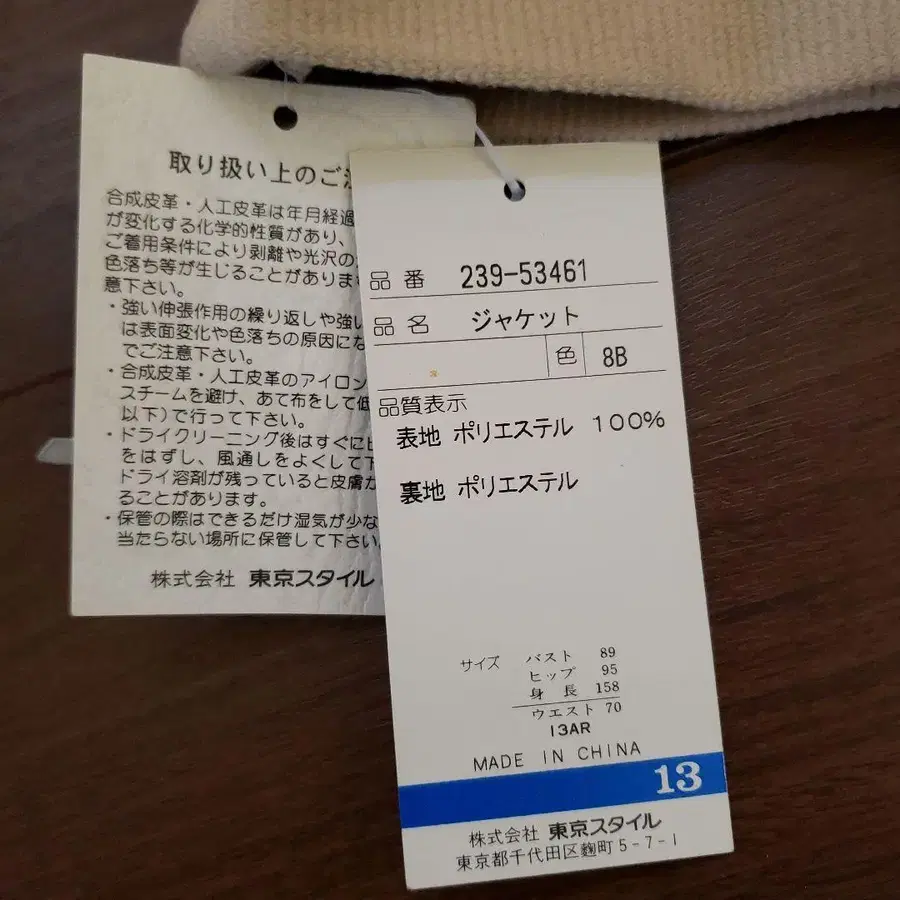 取り扱い上のご
合成皮革・人工皮革は年月経過
が変化する化学的性質があり、
ご着用条件により剥離や光沢の
色落ち等が生じることがありま
意下さい。
・強い伸張作用の繰り返しや強い
は表面変化や色落ちの原因にな
でご注意下さい。
・合成皮革・人工皮革のアイロン
スチームを避け、あて布をして低
以下)で行って下さい。
・ドライクリーニング後はすぐに
をはずし、風通しをよくして下
ドライ溶剤が残っていると皮膚
ることがあります。
・保管の際はできるだけ湿気が少な
当たらない場所に保管して下さい。
株式会社 東京スタイル
品番 239-53461
品名 ジャケット
色 8B
品質表示
表地 ポリエステル 100%
裏地 ポリエステル
サイズ バスト 89
ヒップ 95
身長 158
ウエスト 70
13AR
MADE IN CHINA
13
株式会社 東京スタイル
東京都千代田区麹町5-7-1